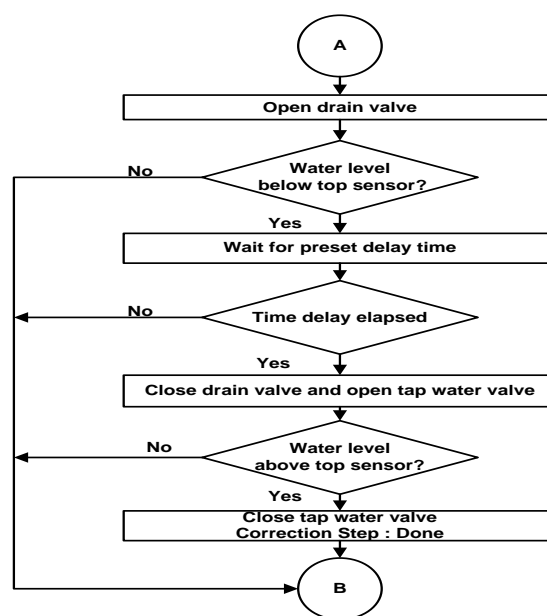 A
Open drain valve
No
Water level
below top sensor?
Yes
Wait for preset delay time
No
Time delay elapsed
Yes
Close drain valve and open tap water valve
No
Water level
above top sensor?
Yes
Close tap water valve
Correction Step : Done
B